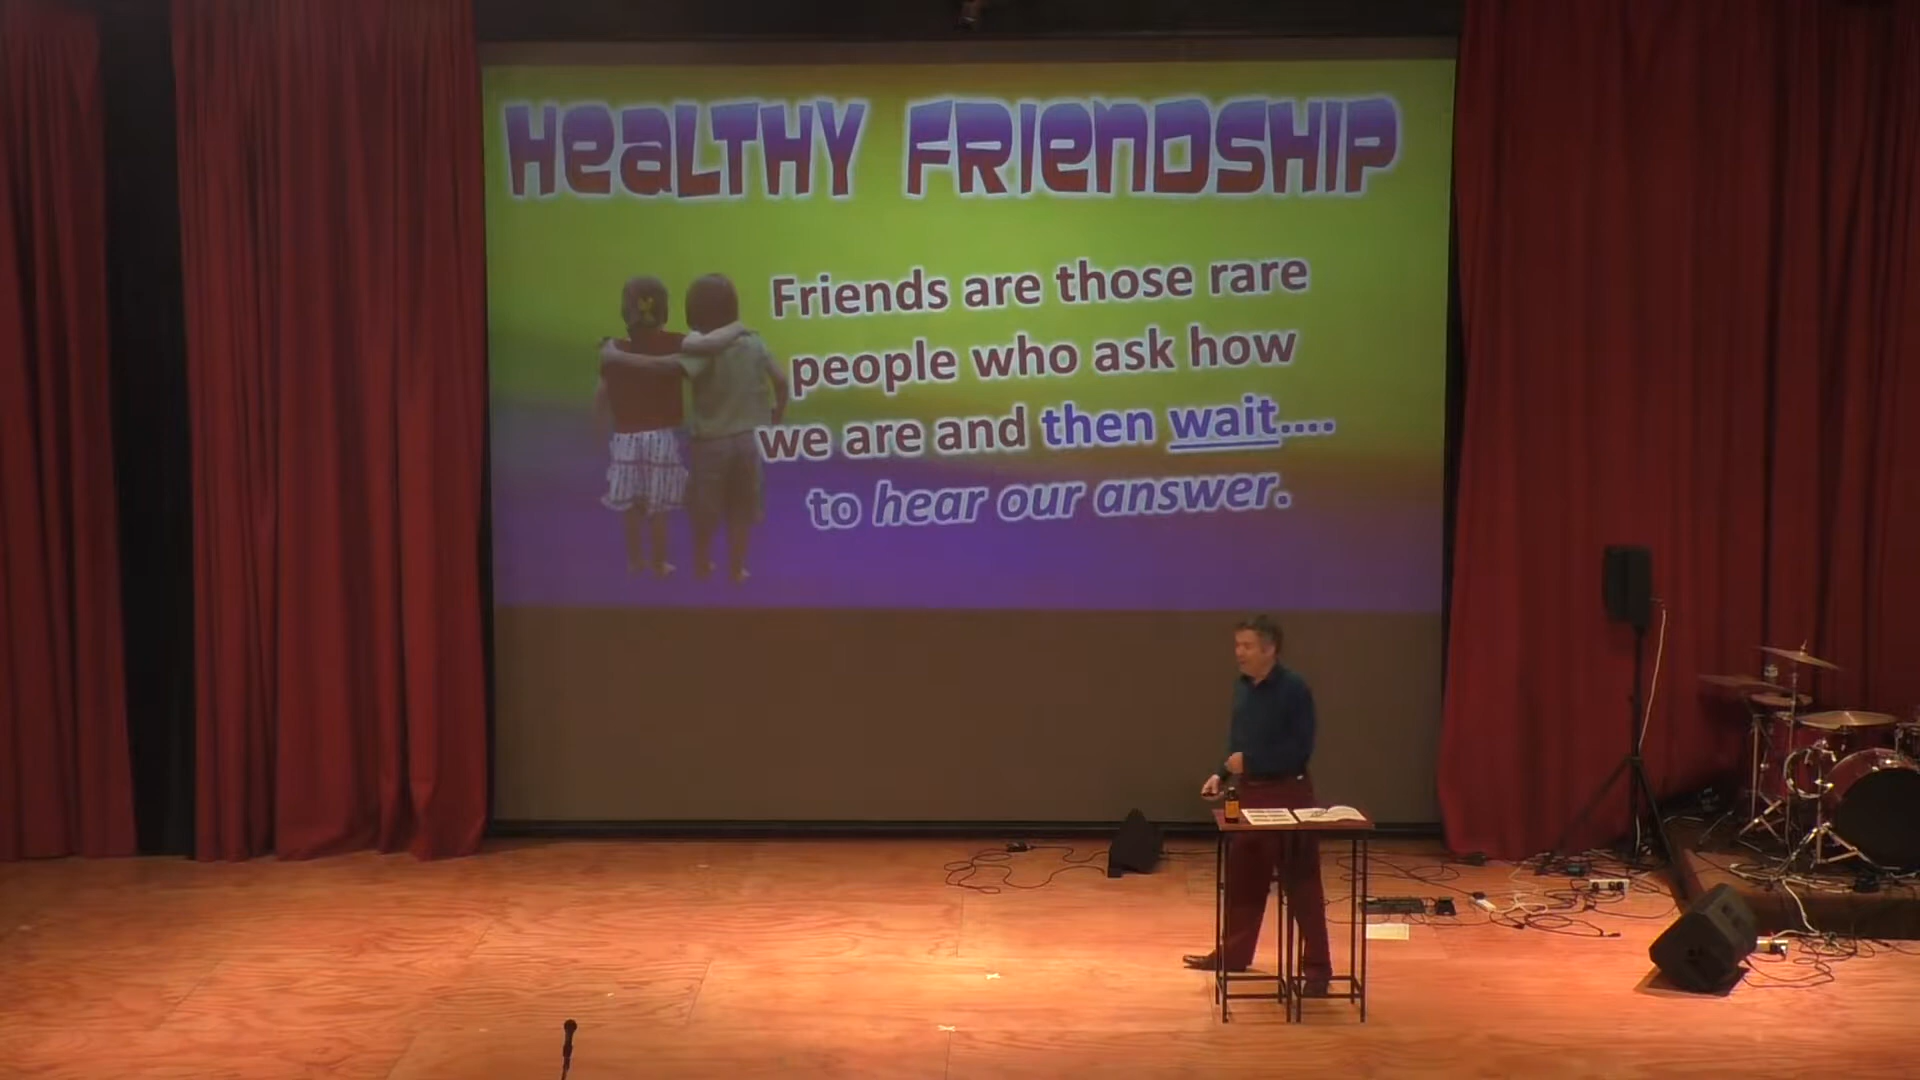 HeaLTHY FRIenDSHIP
Friends are those rare
people who ask how
we are and then wait....
to hear our answer.